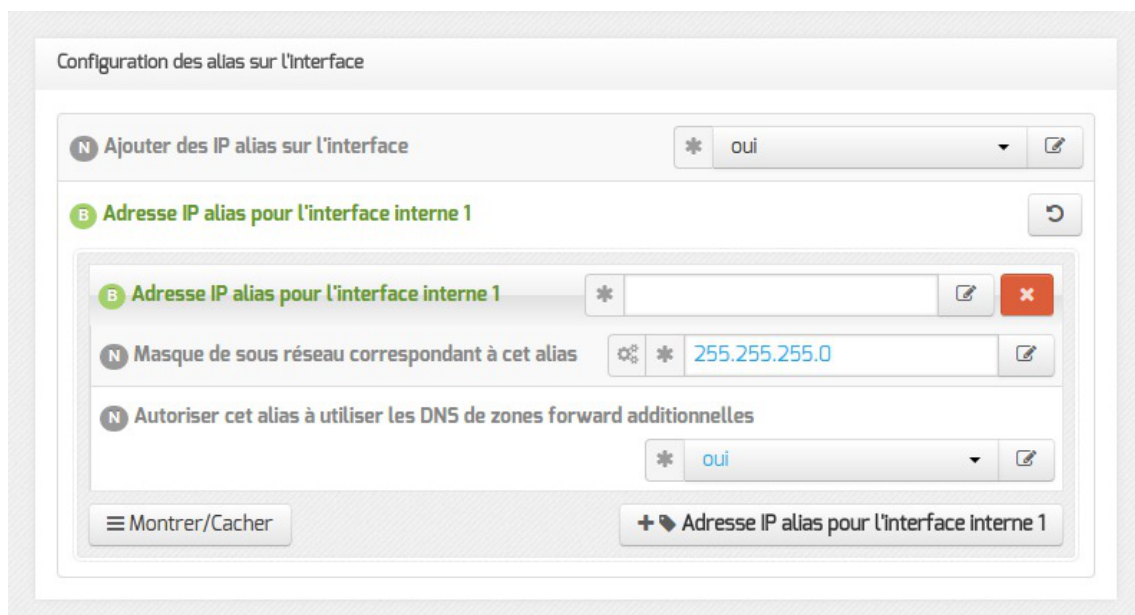 Configuration des alias sur l'interface
N Ajouter des IP alias sur l'interface * oui
B Adresse IP alias pour l'interface interne 1
B Adresse IP alias pour l'interface interne 1 *
N Masque de sous réseau correspondant à cet alias * 255.255.255.0
N Autoriser cet alias à utiliser les DNS de zones forward additionnelles
* oui
Montrer/Cacher + Adresse IP alias pour l'interface interne 1